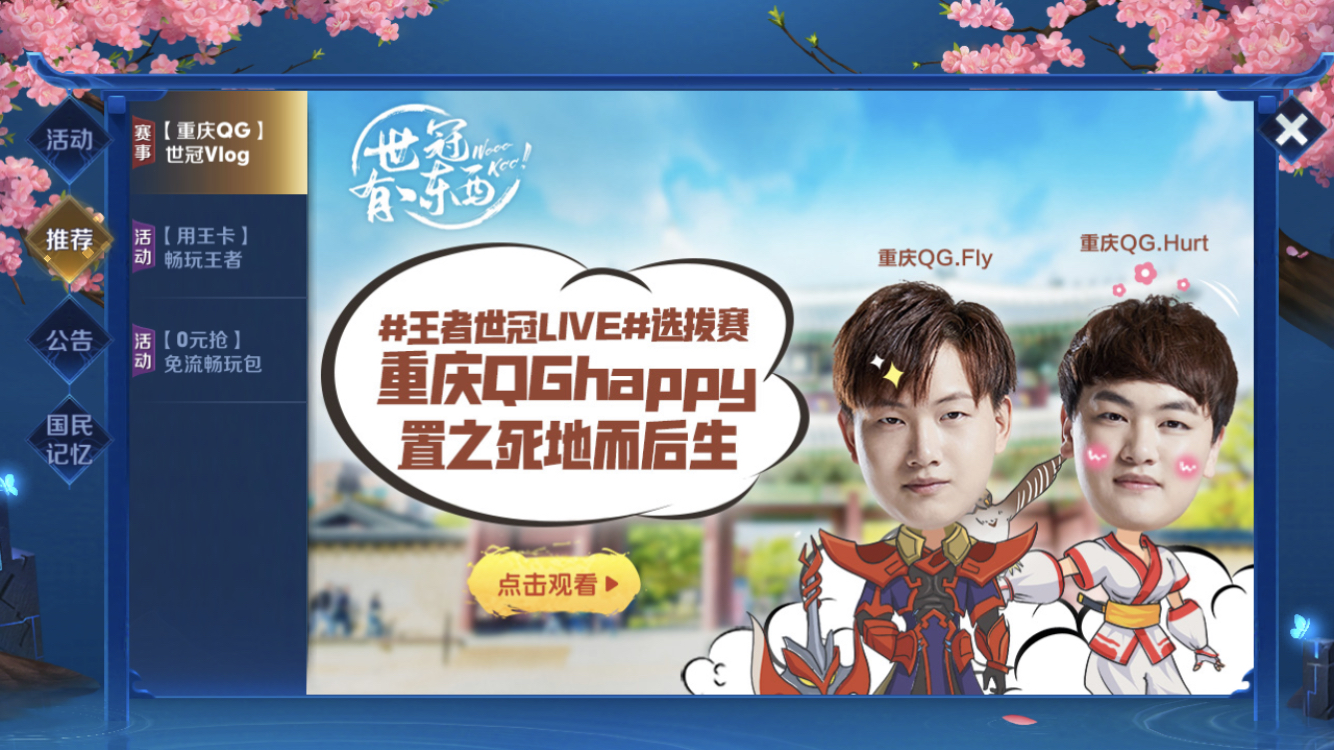 活动
推荐
公告
国民
记忆
赛事
【重庆QG】
世冠Vlog
活动
【用王卡】
畅玩王者
活动
【0元抢】
免流畅玩包
世冠
有、东西
Wooo
Kcc!
#王者世冠LIVE#选拔赛
重庆QGhappy
置之死地而后生
点击观看
重庆QG.Fly
重庆QG.Hurt